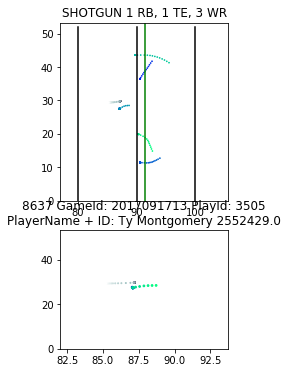 SHOTGUN 1 RB, 1 TE, 3 WR
50
40
30
20
10
0
80 90 100
8637 GameId: 2017091713 PlayId: 3505
PlayerName + ID: Ty Montgomery 2552429.0
40
20
0
82.5 85.0 87.5 90.0 92.5